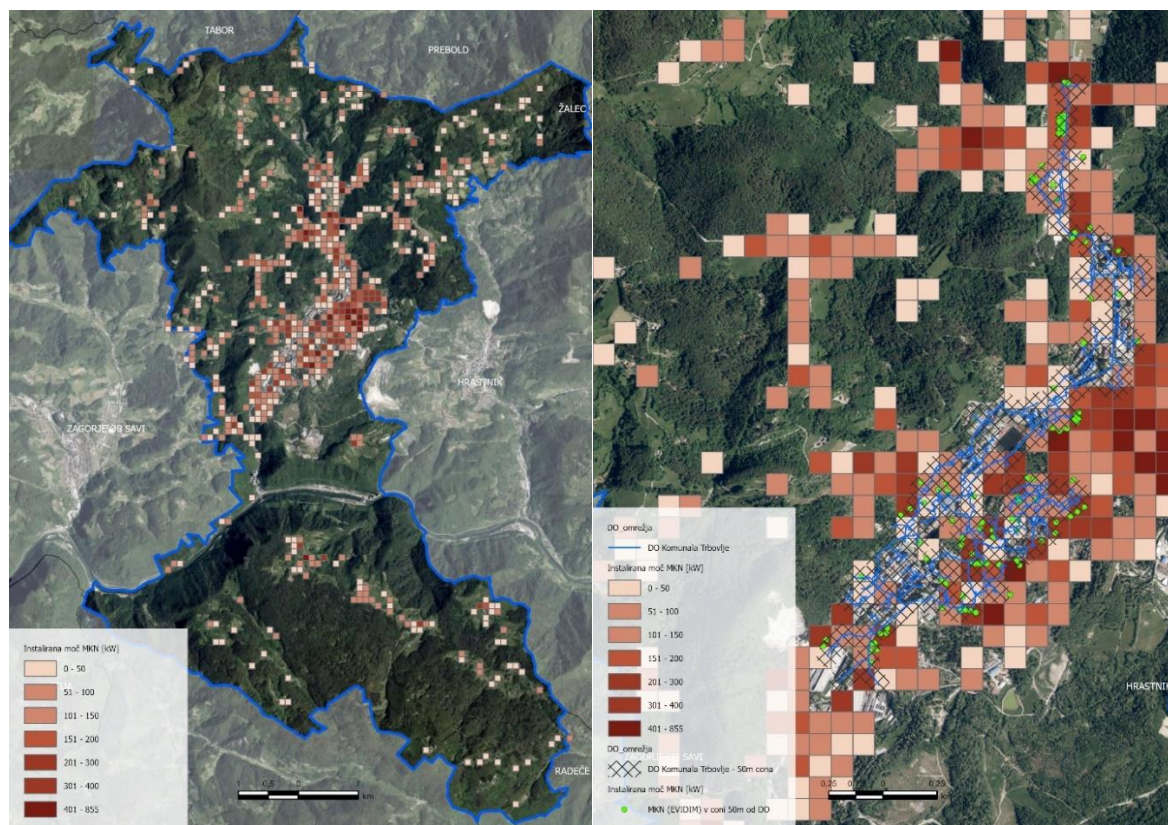 TABOR
PREBOLD
ŽALEC
HRASTNIK
ZAGORJE OB SAVI
RADEČE
Instalirana moč MKN [kW]
0 - 50
51 - 100
101 - 150
151 - 200
201 - 300
301 - 400
401 - 855
km
HRASTNIK
DO_omrežja
DO Komunala Trbovlje
Instalirana moč MKN [kW]
0 - 50
51 - 100
101 - 150
151 - 200
201 - 300
301 - 400
401 - 855
DO_omrežja
DO Komunala Trbovlje - 50m cona
Instalirana moč MKN [kW]
MKN (EVIDIM) v coni 50m od DO
0,25